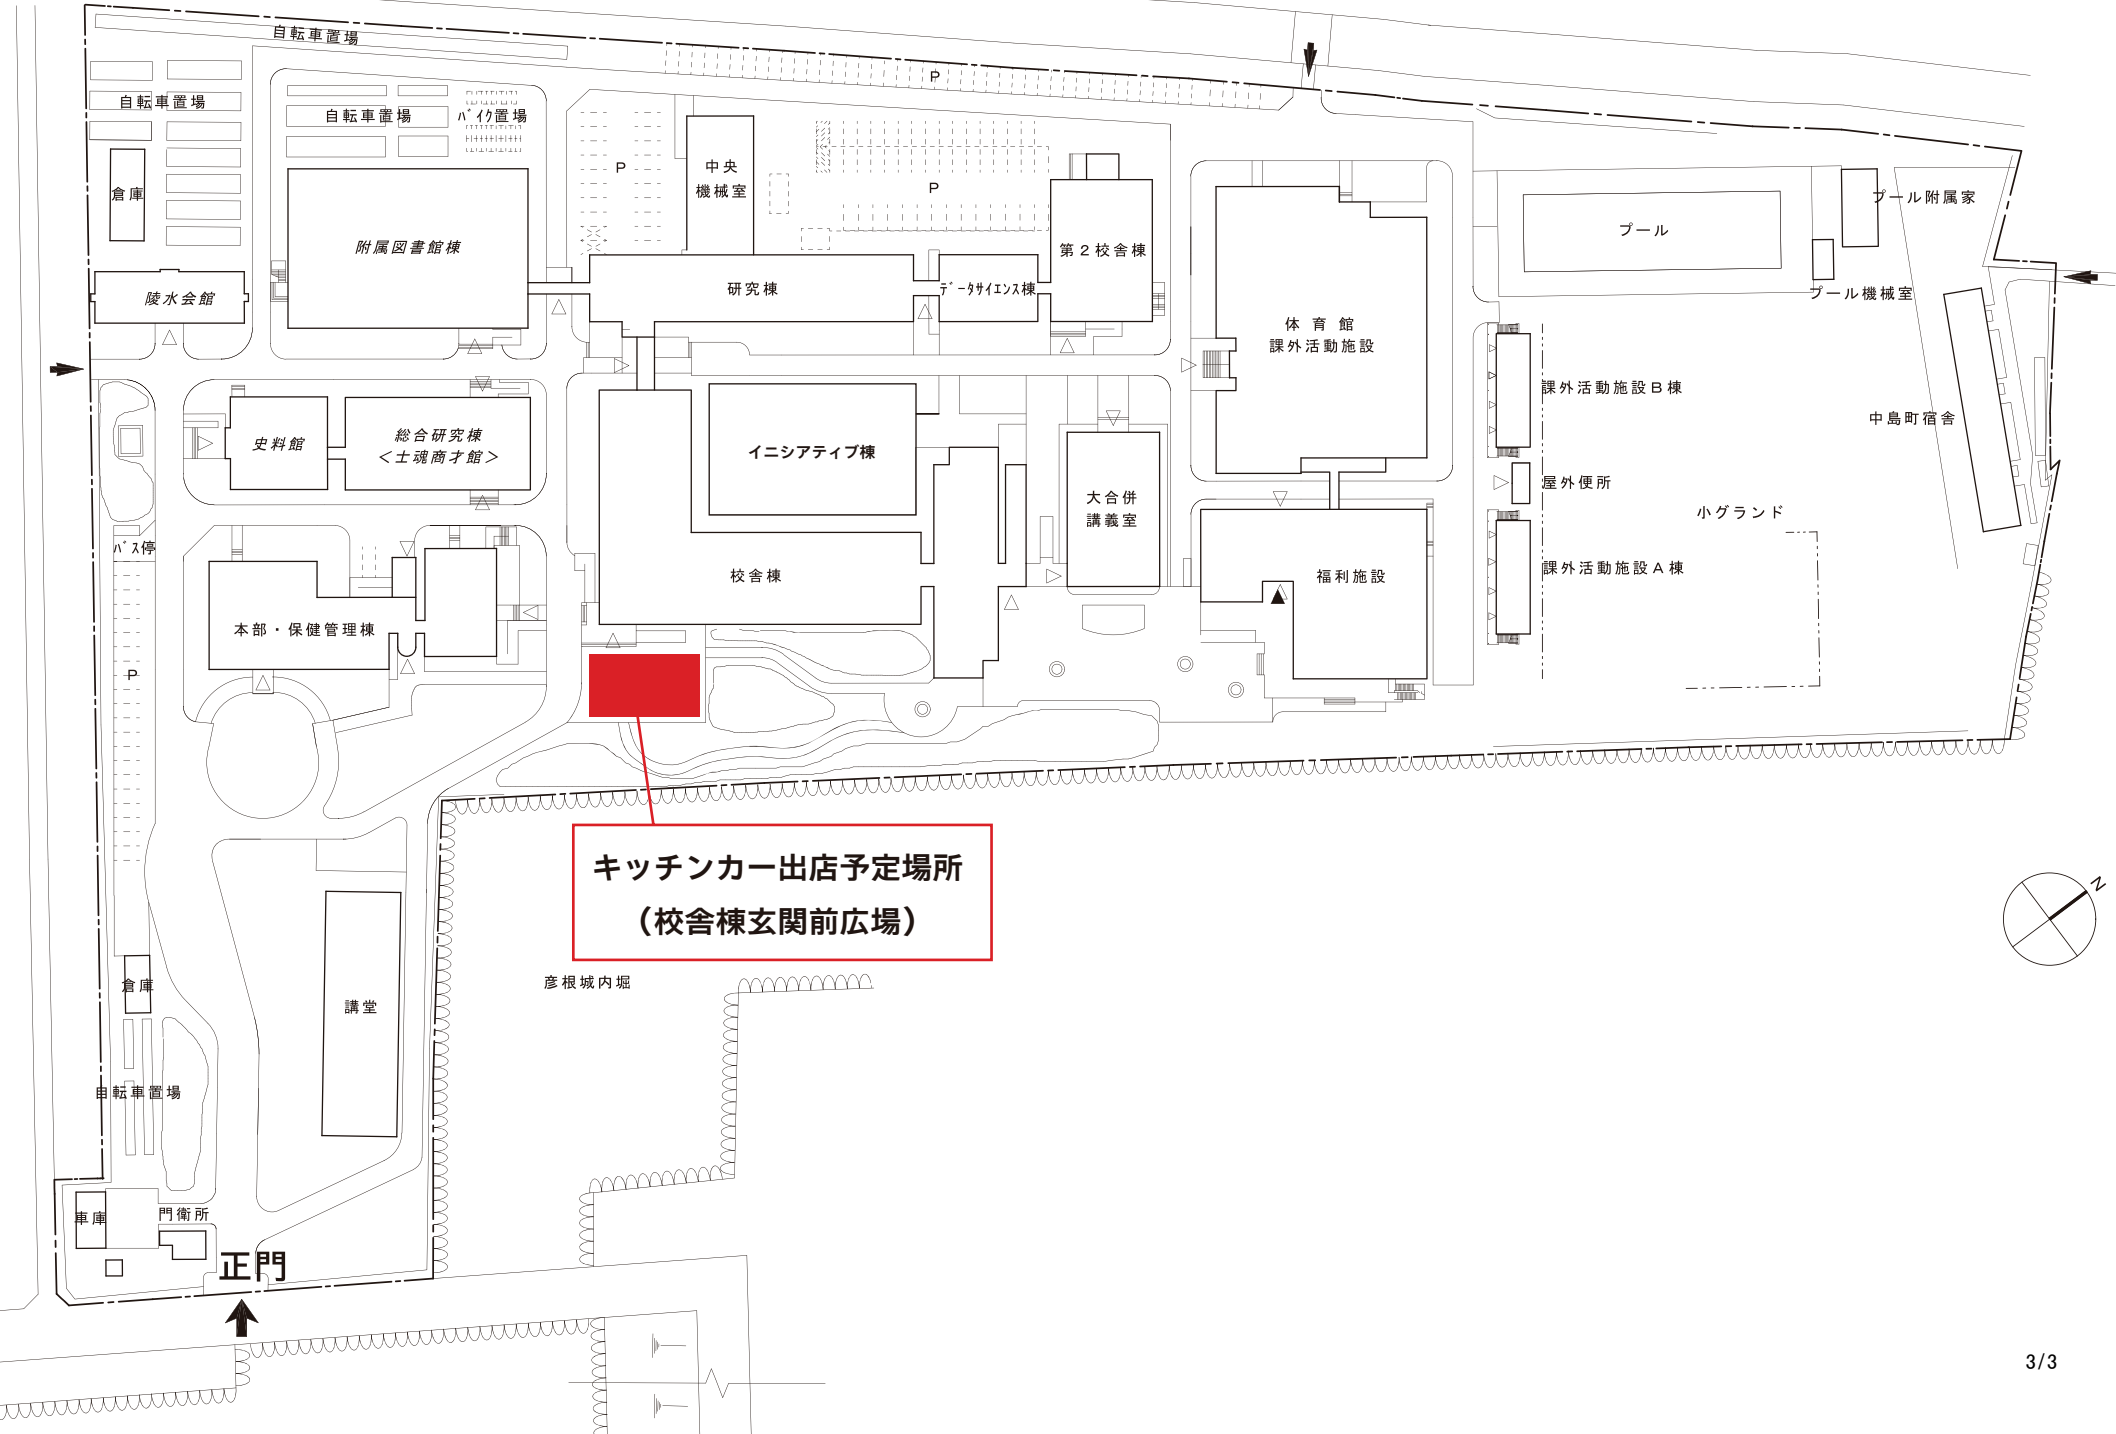 自転車置場
P
自転車置場
自転車置場
バイク置場
倉庫
P
中央
機械室
P
附属図書館棟
陵水会館
研究棟
データサイエンス棟
第２校舎棟
体育館
課外活動施設
プール
プール附属家
プール機械室
課外活動施設Ｂ棟
中島町宿舎
史料館
総合研究棟
＜士魂商才館＞
イニシアティブ棟
大合併
講義室
屋外便所
小グランド
バス停
校舎棟
福利施設
課外活動施設Ａ棟
本部・保健管理棟
P
キッチンカー出店予定場所
（校舎棟玄関前広場）
彦根城内堀
N
倉庫
講堂
自転車置場
車庫
門衛所
正門
3/3